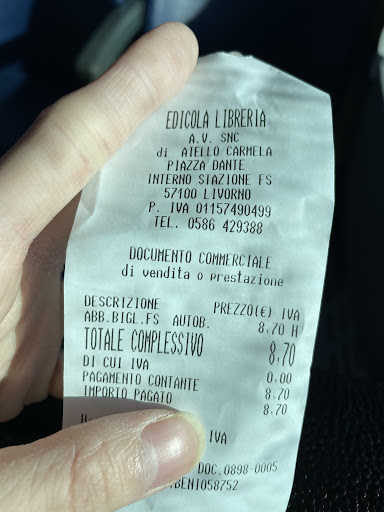 EDICOLA LIBRERIA
A.V. SNC
di AIELLO CARMELA
PIAZZA DANTE
INTERNO STAZIONE FS
57100 LIVORNO
P. IVA 01157490499
TEL. 0586 429388
DOCUMENTO COMMERCIALE
di vendita o prestazione
DESCRIZIONE PREZZO(€) IVA
ABB.BIGL.FS AUTOB. 8,70 H
TOTALE COMPLESSIVO 8,70
DI CUI IVA 0,00
PAGAMENTO CONTANTE 8,70
IMPORTO PAGATO 8,70
IVA
DOC.0898-0005